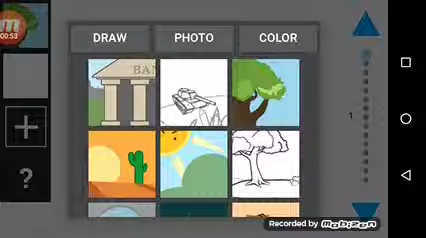 DRAW
PHOTO
COLOR
00:53
BA
?
1
Recorded by mobizen